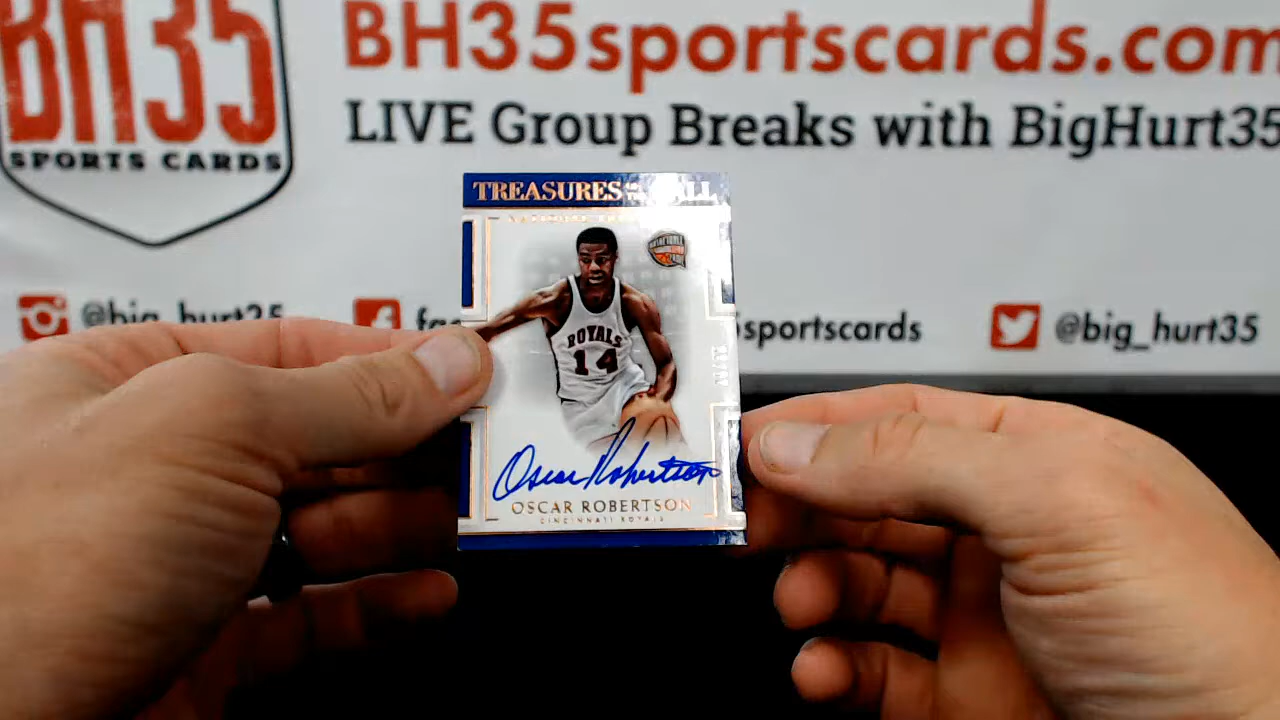 BH35
SPORTS CARDS
BH35sportscards.com
LIVE Group Breaks with BigHurt35
@big_hurt35
sportscards
@big_hurt35
TREASURES
ROYALS
14
Oscar Robertson
OSCAR ROBERTSON
CINCINNATI ROYALS